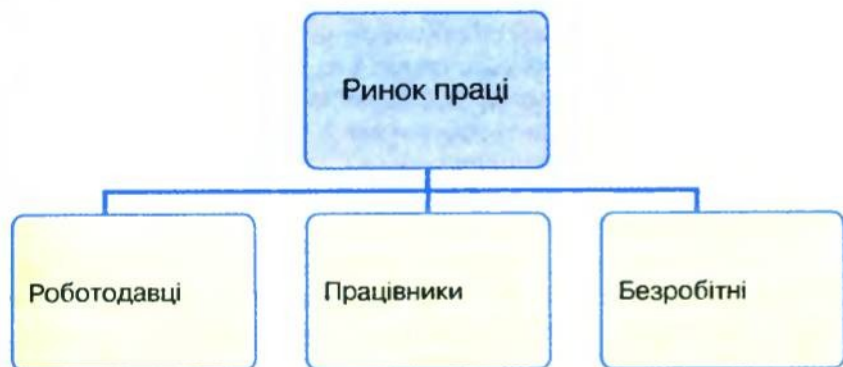 Ринок праці
Роботодавці
Працівники
Безробітні